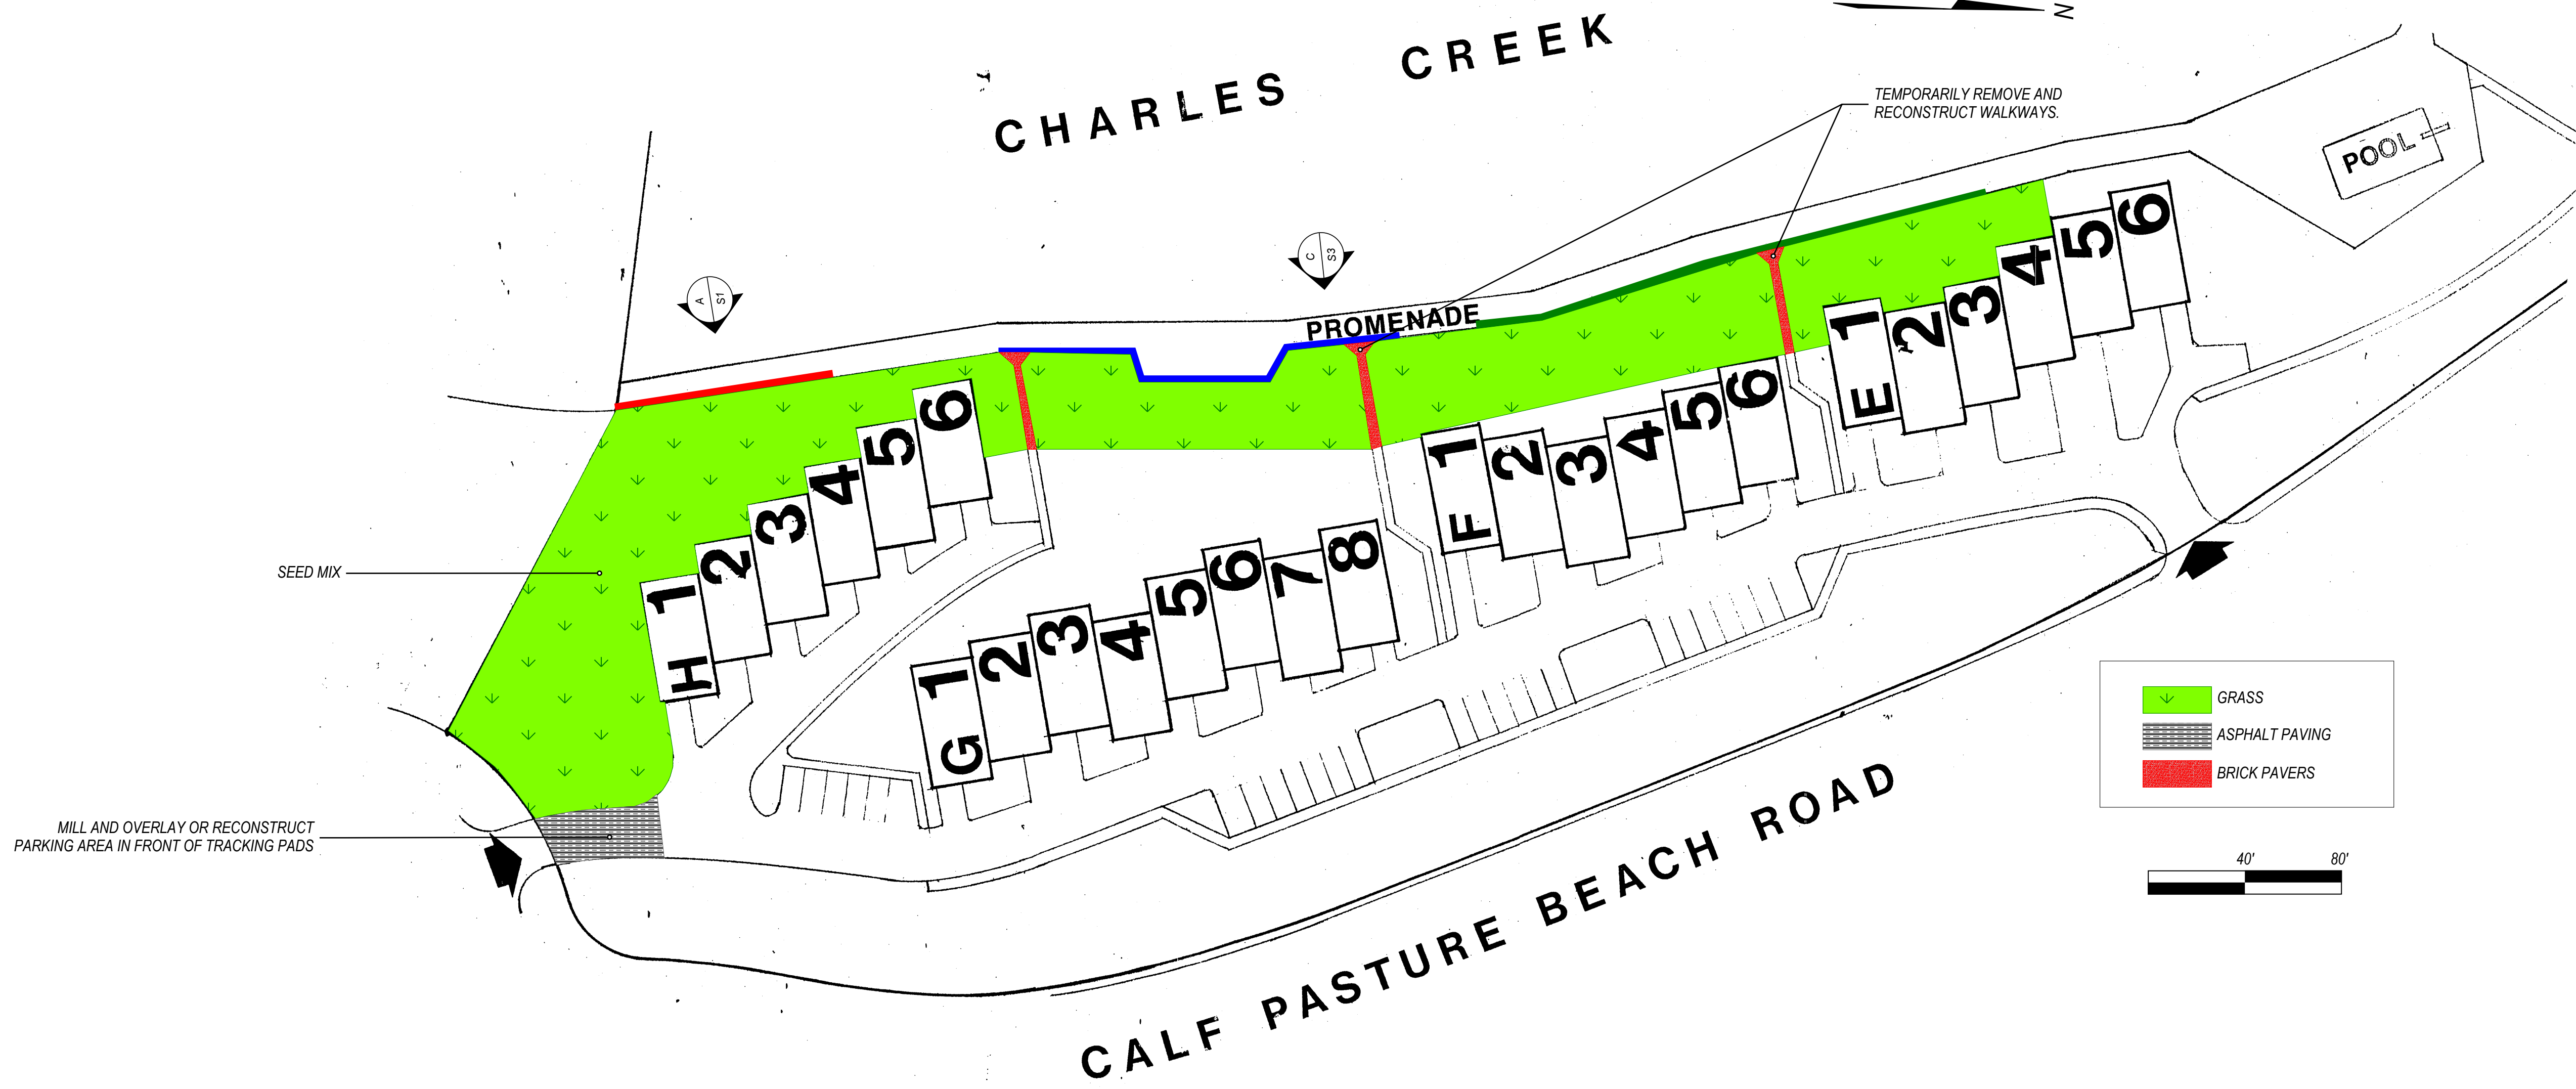 N
CHARLES CREEK
TEMPORARILY REMOVE AND
RECONSTRUCT WALKWAYS.
POOL
A
S1
C
S3
PROMENADE
E 1
2
3
4
5
6
F 1
2
3
4
5
6
H 1
2
3
4
5
6
G 1
2
3
4
5
6
7
8
SEED MIX
MILL AND OVERLAY OR RECONSTRUCT
PARKING AREA IN FRONT OF TRACKING PADS
GRASS
ASPHALT PAVING
BRICK PAVERS
40' 80'
CALF PASTURE BEACH ROAD